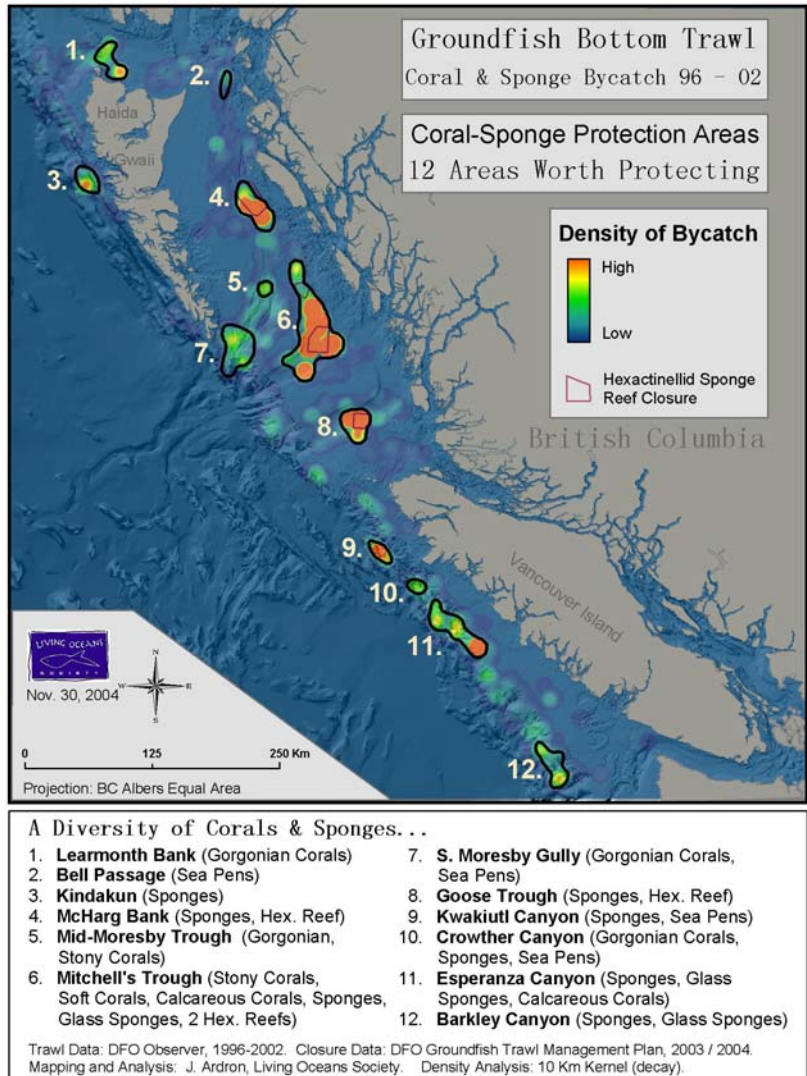 Groundfish Bottom Trawl
Coral & Sponge Bycatch 96 - 02
Coral-Sponge Protection Areas
12 Areas Worth Protecting
Density of Bycatch
High
Low
Hexactinellid Sponge
Reef Closure
1.
2.
Haida
Gwaii
3.
4.
5.
6.
7.
8.
British Columbia
9.
10.
11.
Vancouver Island
12.
LIVING OCEANS
SOCIETY
Nov. 30, 2004
N
W
E
S
0 125 250 Km
Projection: BC Albers Equal Area
A Diversity of Corals & Sponges...
1. Learmonth Bank (Gorgonian Corals)
2. Bell Passage (Sea Pens)
3. Kindakun (Sponges)
4. McHarg Bank (Sponges, Hex. Reef)
5. Mid-Moresby Trough (Gorgonian,
Stony Corals)
6. Mitchell's Trough (Stony Corals,
Soft Corals, Calcareous Corals, Sponges,
Glass Sponges, 2 Hex. Reefs)
7. S. Moresby Gully (Gorgonian Corals,
Sea Pens)
8. Goose Trough (Sponges, Hex. Reef)
9. Kwakiutl Canyon (Sponges, Sea Pens)
10. Crowther Canyon (Gorgonian Corals,
Sponges, Sea Pens)
11. Esperanza Canyon (Sponges, Glass
Sponges, Calcareous Corals)
12. Barkley Canyon (Sponges, Glass Sponges)
Trawl Data: DFO Observer, 1996-2002. Closure Data: DFO Groundfish Trawl Management Plan, 2003 / 2004.
Mapping and Analysis: J. Ardron, Living Oceans Society. Density Analysis: 10 Km Kernel (decay).